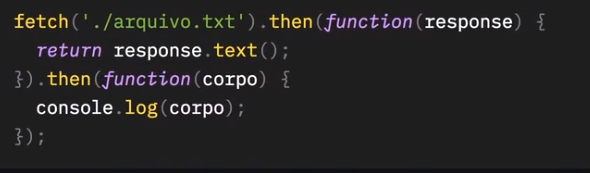 fetch('./arquivo.txt').then(function(response) {
  return response.text();
}).then(function(corpo) {
  console.log(corpo);
});